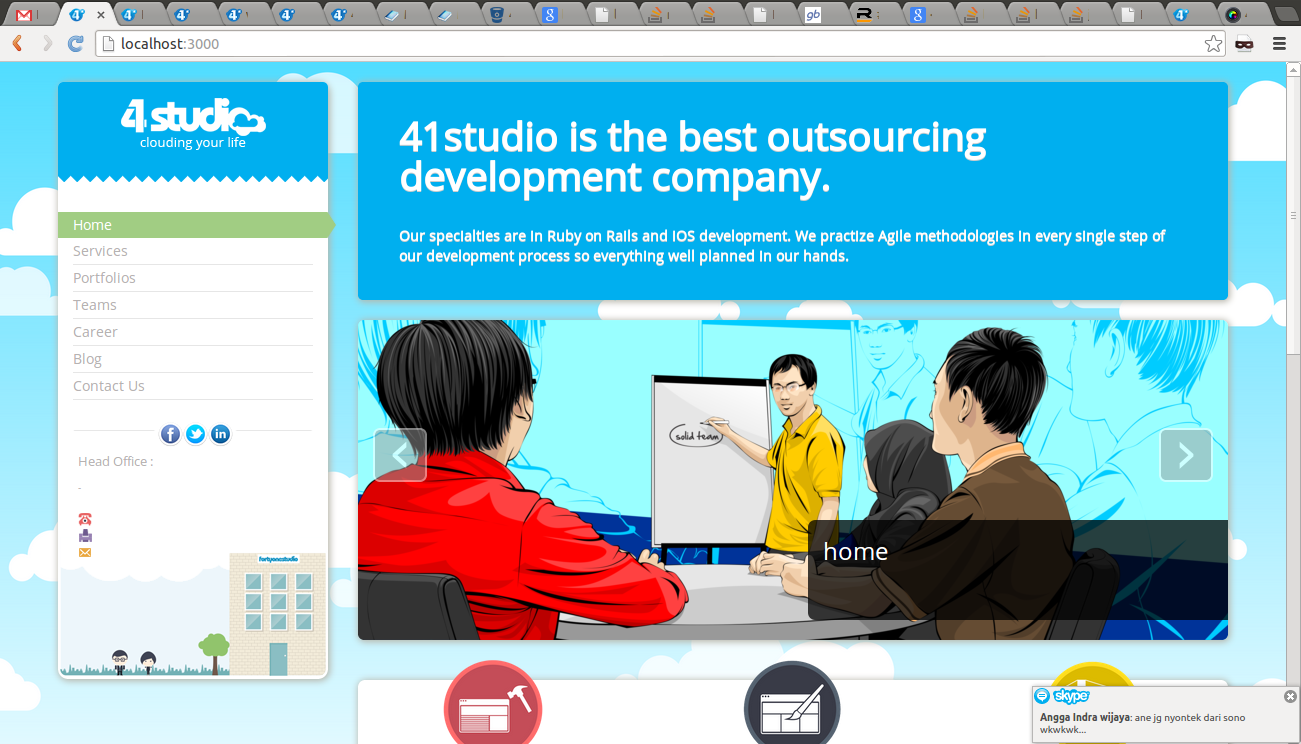 localhost:3000
41studio
clouding your life
Home
Services
Portfolios
Teams
Career
Blog
Contact Us
Head Office :
-
fortyonestudio
41studio is the best outsourcing
development company.
Our specialties are in Ruby on Rails and iOS development. We practize Agile methodologies in every single step of
our development process so everything well planned in our hands.
solid team
home
skype
Angga Indra wijaya: ane jg nyontek dari sono
wkwkwk...